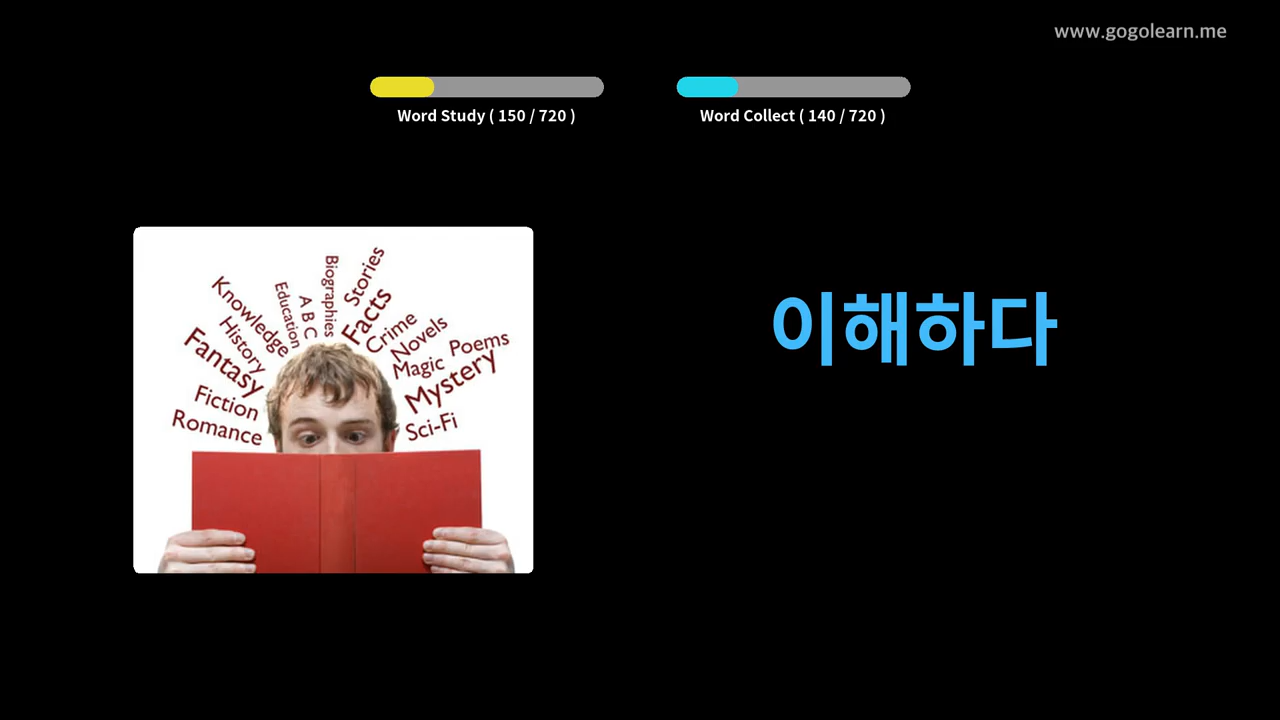 www.gogolearn.me
Word Study ( 150 / 720 )
Word Collect ( 140 / 720 )
Stories
Biographies
Facts
A B C
Education
Knowledge
Crime
History
Novels
Poems
Fantasy
Magic
Mystery
Fiction
Romance
Sci-Fi
이해하다